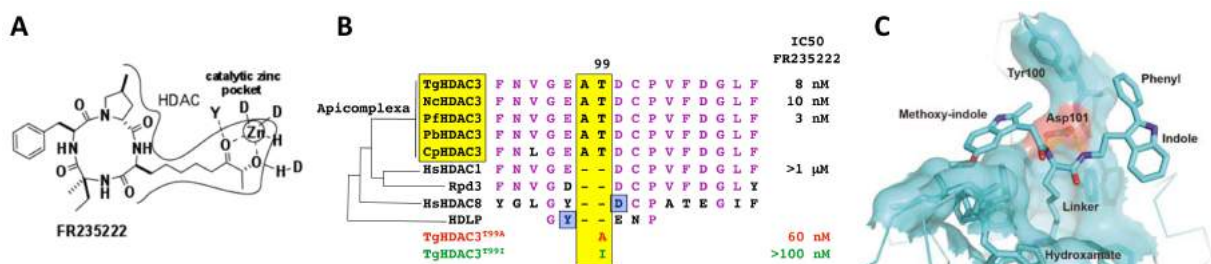 A
catalytic zinc
pocket
HDAC
Y
D
D
Zn
H
H-D
O
O
O
O
O
O
NH
HN
NH
N
FR235222
B
IC50
FR235222
99
Apicomplexa
TgHDAC3 F N V G E A T D C P V F D G L F 8 nM
NcHDAC3 F N V G E A T D C P V F D G L F 10 nM
PfHDAC3 F N V G E A T D C P V F D G L F 3 nM
PbHDAC3 F N V G E A T D C P V F D G L F
CpHDAC3 F N L G E A T D C P V F D G L F
HsHDAC1 F N V G E - - D C P V F D G L F >1 μM
Rpd3 F N V G D - - D C P V F D G L Y
HsHDAC8 Y G L G Y - - D C P A T E G I F
HDLP G Y - - E N P
TgHDAC3T99A A 60 nM
TgHDAC3T99I I >100 nM
C
Tyr100
Phenyl
Methoxy-indole
Asp101
Indole
Linker
Hydroxamate